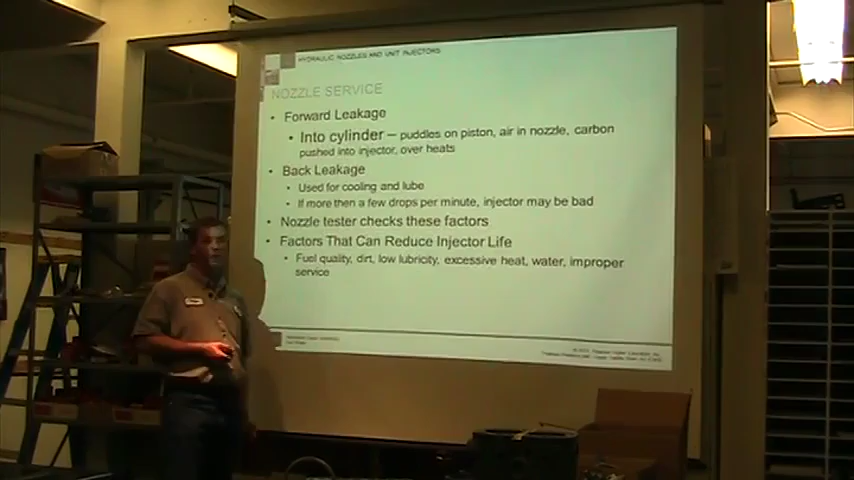 HYDRAULIC NOZZLES AND UNIT INJECTORS
NOZZLE SERVICE
• Forward Leakage
• Into cylinder – puddles on piston, air in nozzle, carbon
pushed into injector, over heats
• Back Leakage
• Used for cooling and lube
• If more then a few drops per minute, injector may be bad
• Nozzle tester checks these factors
• Factors That Can Reduce Injector Life
• Fuel quality, dirt, low lubricity, excessive heat, water, improper
service